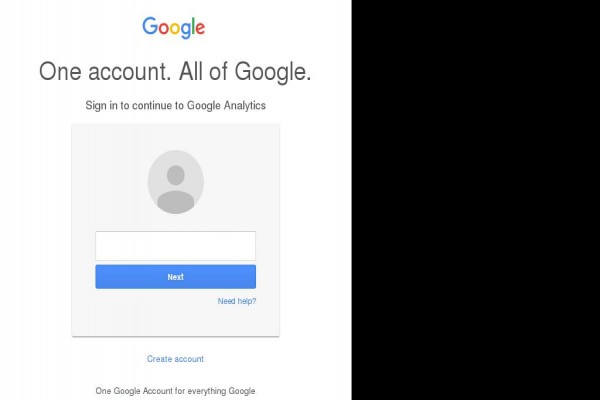 Google
One account. All of Google.
Sign in to continue to Google Analytics
Next
Need help?
Create account
One Google Account for everything Google